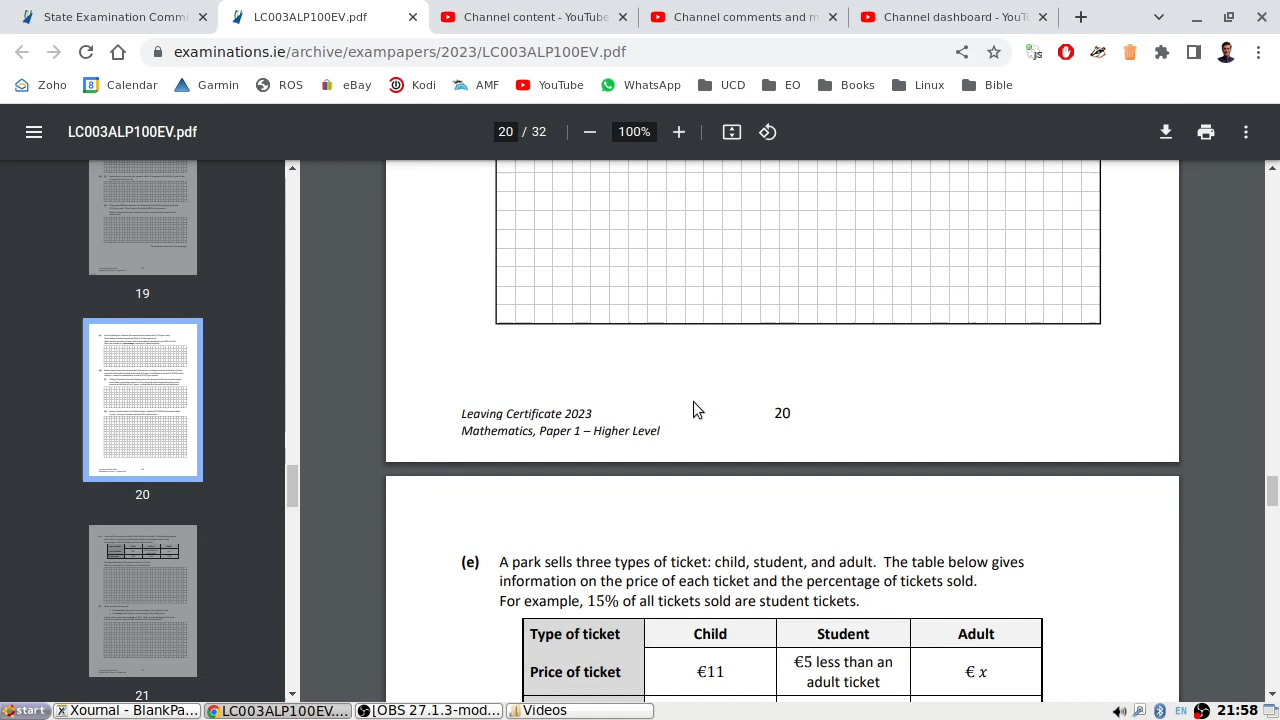 State Examination Commi
LC003ALP100EV.pdf
Channel content - YouTube
Channel comments and m
Channel dashboard - YouTu
examinations.ie/archive/exampapers/2023/LC003ALP100EV.pdf
JS
Zoho
8 Calendar
Garmin
ROS
eBay
Kodi
AMF
YouTube
WhatsApp
UCD
EO
Books
Linux
Bible
LC003ALP100EV.pdf
20 / 32
100%
19
20
21
Leaving Certificate 2023
20
Mathematics, Paper 1 – Higher Level
(e) A park sells three types of ticket: child, student, and adult. The table below gives
information on the price of each ticket and the percentage of tickets sold.
For example, 15% of all tickets sold are student tickets.
Type of ticket Child Student Adult
Price of ticket €11 €5 less than an adult ticket € x
start
Xournal - BlankPa...
LC003ALP100EV....
[OBS 27.1.3-mod...
Videos
EN
21:58